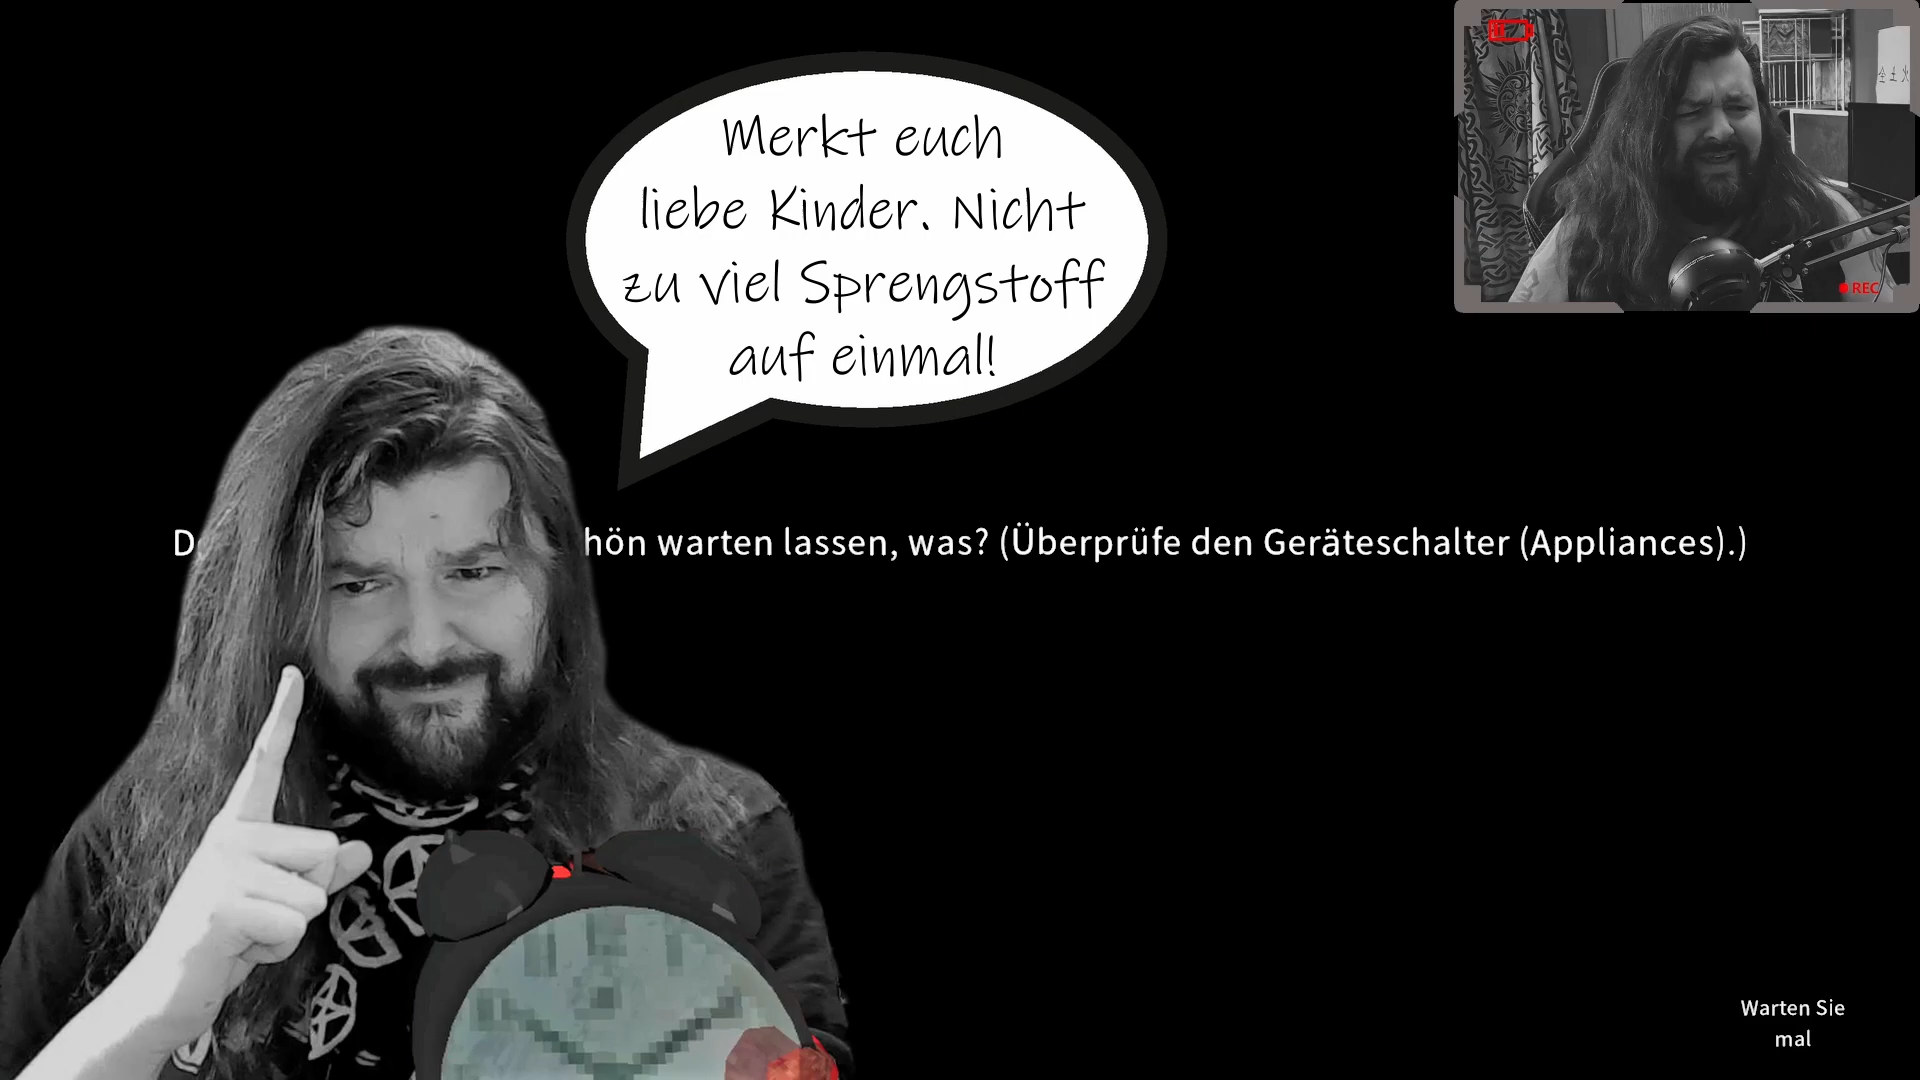 Merkt euch
liebe Kinder. Nicht
zu viel Sprengstoff
auf einmal!
REC
hön warten lassen, was? (Überprüfe den Geräteschalter (Appliances).)
Warten Sie
mal